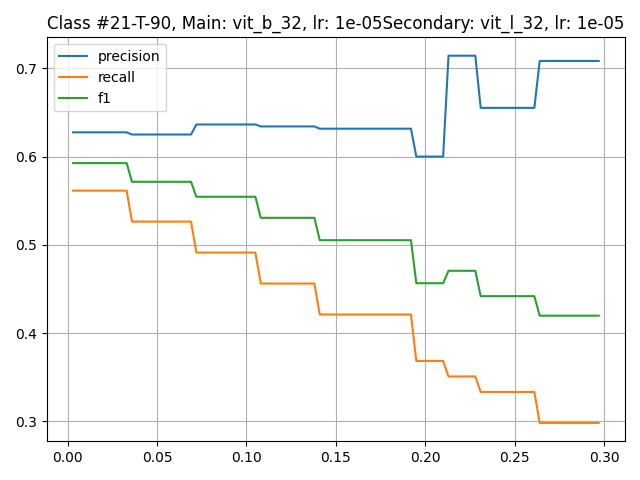 Class #21-T-90, Main: vit_b_32, lr: 1e-05Secondary: vit_l_32, lr: 1e-05
precision
recall
f1
0.7
0.6
0.5
0.4
0.3
0.00 0.05 0.10 0.15 0.20 0.25 0.30